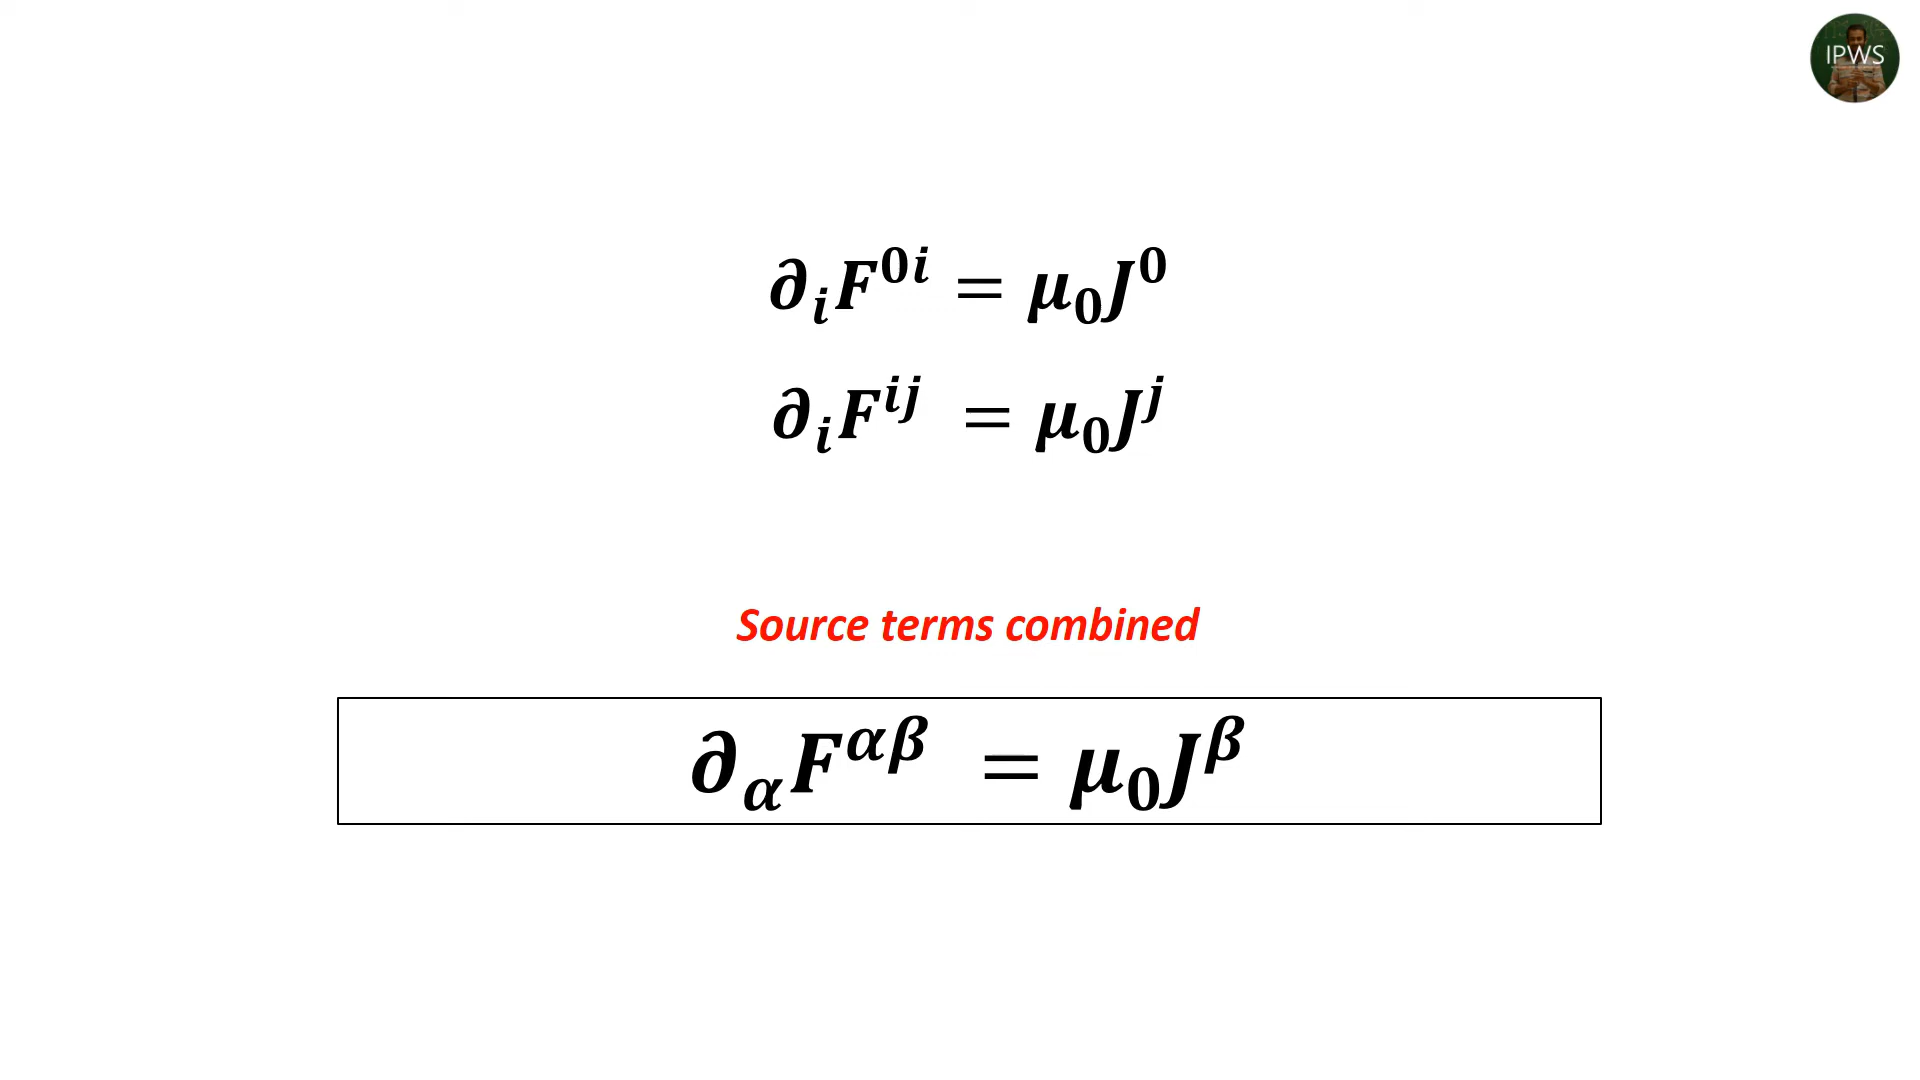 IPWS
∂ᵢF⁰ⁱ = μ₀J⁰
∂ᵢFⁱʲ = μ₀Jʲ
Source terms combined
∂_αF^{αβ} = μ₀J^β